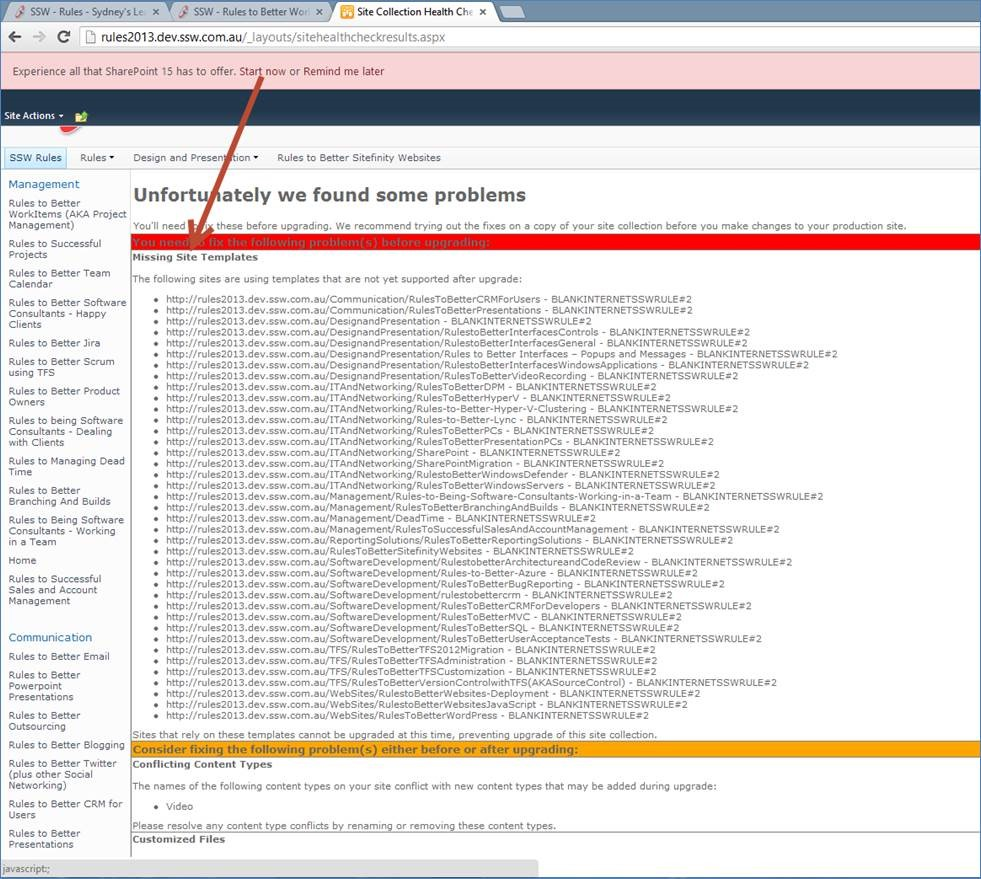 SSW - Rules - Sydney's Le
SSW - Rules to Better Wor
Site Collection Health Che
rules2013.dev.ssw.com.au/_layouts/sitehealthcheckresults.aspx
Experience all that SharePoint 15 has to offer. Start now or Remind me later
Site Actions
SSW Rules
Rules
Design and Presentation
Rules to Better Sitefinity Websites
Management
Rules to Better
WorkItems (AKA Project
Management)
Rules to Successful
Projects
Rules to Better Team
Calendar
Rules to Better Software
Consultants - Happy
Clients
Rules to Better Jira
Rules to Better Scrum
using TFS
Rules to Better Product
Owners
Rules to being Software
Consultants - Dealing
with Clients
Rules to Managing Dead
Time
Rules to Better
Branching And Builds
Rules to Being Software
Consultants - Working
in a Team
Home
Rules to Successful
Sales and Account
Management
Communication
Rules to Better Email
Rules to Better
Powerpoint
Presentations
Rules to Better
Outsourcing
Rules to Better Blogging
Rules to Better Twitter
(plus other Social
Networking)
Rules to Better CRM for
Users
Rules to Better
Presentations
Unfortunately we found some problems
You'll need to fix these before upgrading. We recommend trying out the fixes on a copy of your site collection before you make changes to your production site.
You need to fix the following problem(s) before upgrading:
Missing Site Templates
The following sites are using templates that are not yet supported after upgrade:
http://rules2013.dev.ssw.com.au/Communication/RulesToBetterCRMForUsers - BLANKINTERNETSSWRULE#2
http://rules2013.dev.ssw.com.au/Communication/RulesToBetterPresentations - BLANKINTERNETSSWRULE#2
http://rules2013.dev.ssw.com.au/DesignandPresentation - BLANKINTERNETSSWRULE#2
http://rules2013.dev.ssw.com.au/DesignandPresentation/RulestoBetterInterfacesControls - BLANKINTERNETSSWRULE#2
http://rules2013.dev.ssw.com.au/DesignandPresentation/RulestoBetterInterfacesGeneral - BLANKINTERNETSSWRULE#2
http://rules2013.dev.ssw.com.au/DesignandPresentation/Rules to Better Interfaces – Popups and Messages - BLANKINTERNETSSWRULE#2
http://rules2013.dev.ssw.com.au/DesignandPresentation/RulestoBetterInterfacesWindowsApplications - BLANKINTERNETSSWRULE#2
http://rules2013.dev.ssw.com.au/DesignandPresentation/RulesToBetterVideoRecording - BLANKINTERNETSSWRULE#2
http://rules2013.dev.ssw.com.au/ITAndNetworking/RulesToBetterDPM - BLANKINTERNETSSWRULE#2
http://rules2013.dev.ssw.com.au/ITAndNetworking/RulesToBetterHyperV - BLANKINTERNETSSWRULE#2
http://rules2013.dev.ssw.com.au/ITAndNetworking/Rules-to-Better-Hyper-V-Clustering - BLANKINTERNETSSWRULE#2
http://rules2013.dev.ssw.com.au/ITAndNetworking/Rules-to-Better-Lync - BLANKINTERNETSSWRULE#2
http://rules2013.dev.ssw.com.au/ITAndNetworking/RulesToBetterPCs - BLANKINTERNETSSWRULE#2
http://rules2013.dev.ssw.com.au/ITAndNetworking/RulesToBetterPresentationPCs - BLANKINTERNETSSWRULE#2
http://rules2013.dev.ssw.com.au/ITAndNetworking/SharePoint - BLANKINTERNETSSWRULE#2
http://rules2013.dev.ssw.com.au/ITAndNetworking/SharePointMigration - BLANKINTERNETSSWRULE#2
http://rules2013.dev.ssw.com.au/ITAndNetworking/RulestoBetterWindowsDefender - BLANKINTERNETSSWRULE#2
http://rules2013.dev.ssw.com.au/ITAndNetworking/RulesToBetterWindowsServers - BLANKINTERNETSSWRULE#2
http://rules2013.dev.ssw.com.au/Management/Rules-to-Being-Software-Consultants-Working-in-a-Team - BLANKINTERNETSSWRULE#2
http://rules2013.dev.ssw.com.au/Management/RulesToBetterBranchingAndBuilds - BLANKINTERNETSSWRULE#2
http://rules2013.dev.ssw.com.au/Management/DeadTime - BLANKINTERNETSSWRULE#2
http://rules2013.dev.ssw.com.au/Management/RulesToSuccessfulSalesAndAccountManagement - BLANKINTERNETSSWRULE#2
http://rules2013.dev.ssw.com.au/ReportingSolutions/RulesToBetterReportingSolutions - BLANKINTERNETSSWRULE#2
http://rules2013.dev.ssw.com.au/RulesToBetterSitefinityWebsites - BLANKINTERNETSSWRULE#2
http://rules2013.dev.ssw.com.au/SoftwareDevelopment/RulestobetterArchitectureandCodeReview - BLANKINTERNETSSWRULE#2
http://rules2013.dev.ssw.com.au/SoftwareDevelopment/Rules-to-Better-Azure - BLANKINTERNETSSWRULE#2
http://rules2013.dev.ssw.com.au/SoftwareDevelopment/RulesToBetterBugReporting - BLANKINTERNETSSWRULE#2
http://rules2013.dev.ssw.com.au/SoftwareDevelopment/rulestobettercrm - BLANKINTERNETSSWRULE#2
http://rules2013.dev.ssw.com.au/SoftwareDevelopment/RulesToBetterCRMForDevelopers - BLANKINTERNETSSWRULE#2
http://rules2013.dev.ssw.com.au/SoftwareDevelopment/RulesToBetterMVC - BLANKINTERNETSSWRULE#2
http://rules2013.dev.ssw.com.au/SoftwareDevelopment/RulesToBetterSQL - BLANKINTERNETSSWRULE#2
http://rules2013.dev.ssw.com.au/SoftwareDevelopment/RulesToBetterUserAcceptanceTests - BLANKINTERNETSSWRULE#2
http://rules2013.dev.ssw.com.au/TFS/RulesToBetterTFS2012Migration - BLANKINTERNETSSWRULE#2
http://rules2013.dev.ssw.com.au/TFS/RulesToBetterTFSAdministration - BLANKINTERNETSSWRULE#2
http://rules2013.dev.ssw.com.au/TFS/RulesToBetterTFSCustomization - BLANKINTERNETSSWRULE#2
http://rules2013.dev.ssw.com.au/TFS/RulesToBetterVersionControlwithTFS(AKASourceControl) - BLANKINTERNETSSWRULE#2
http://rules2013.dev.ssw.com.au/WebSites/RulestoBetterWebsites-Deployment - BLANKINTERNETSSWRULE#2
http://rules2013.dev.ssw.com.au/WebSites/RulestoBetterWebsitesJavaScript - BLANKINTERNETSSWRULE#2
http://rules2013.dev.ssw.com.au/WebSites/RulesToBetterWordPress - BLANKINTERNETSSWRULE#2
Sites that rely on these templates cannot be upgraded at this time, preventing upgrade of this site collection.
Consider fixing the following problem(s) either before or after upgrading:
Conflicting Content Types
The names of the following content types on your site conflict with new content types that may be added during upgrade:
Video
Please resolve any content type conflicts by renaming or removing these content types.
Customized Files
javascript:;